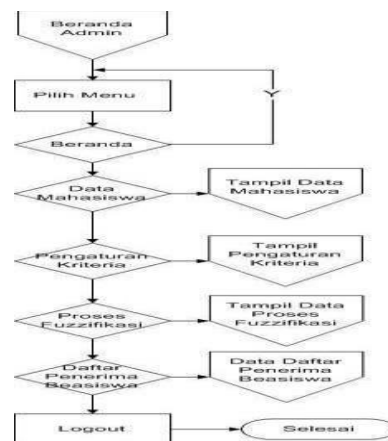 Beranda
Admin
Pilih Menu
Y
Beranda
Data
Mahasiswa
Tampil Data
Mahasiswa
Pengaturan
Kriteria
Tampil
Pengaturan
Kriteria
Proses
Fuzzifikasi
Tampil Data
Proses
Fuzzifikasi
Daftar
Penerima
Beasiswa
Data Daftar
Penerima
Beasiswa
Logout
Selesai